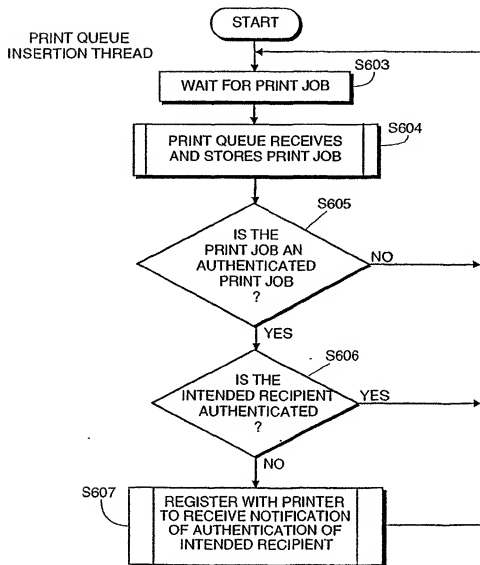 START
PRINT QUEUE
INSERTION THREAD
S603
WAIT FOR PRINT JOB
S604
PRINT QUEUE RECEIVES
AND STORES PRINT JOB
S605
IS THE
PRINT JOB AN
AUTHENTICATED
PRINT JOB
?
NO
YES
S606
IS THE
INTENDED RECIPIENT
AUTHENTICATED
?
YES
NO
S607
REGISTER WITH PRINTER
TO RECEIVE NOTIFICATION
OF AUTHENTICATION OF
INTENDED RECIPIENT